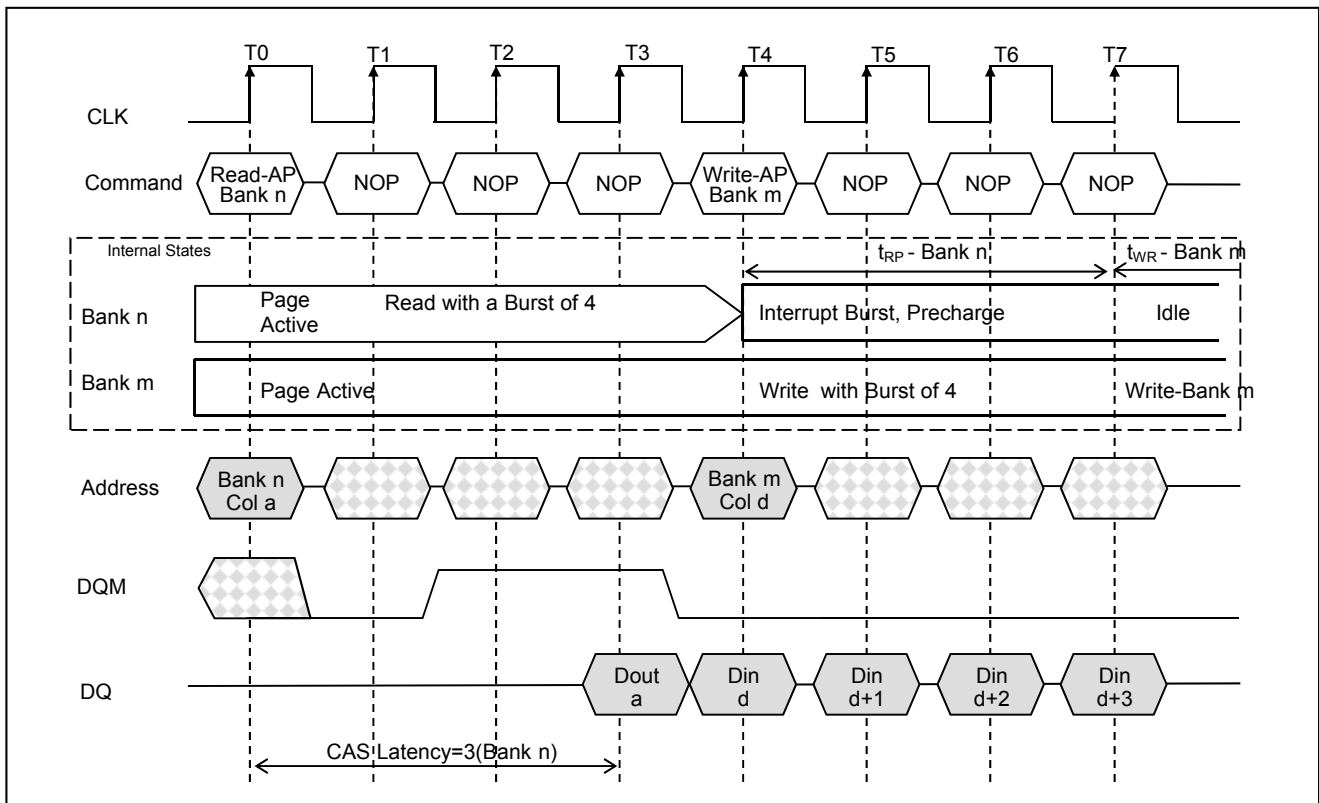 T0 T1 T2 T3 T4 T5 T6 T7
CLK
Command
Read-AP
Bank n
NOP
NOP
NOP
Write-AP
Bank m
NOP
NOP
NOP
Internal States
tRP - Bank n
tWR - Bank m
Bank n
Page
Active
Read with a Burst of 4
Interrupt Burst, Precharge
Idle
Bank m
Page Active
Write with Burst of 4
Write-Bank m
Address
Bank n
Col a
Bank m
Col d
DQM
DQ
Dout
a
Din
d
Din
d+1
Din
d+2
Din
d+3
CAS Latency=3(Bank n)